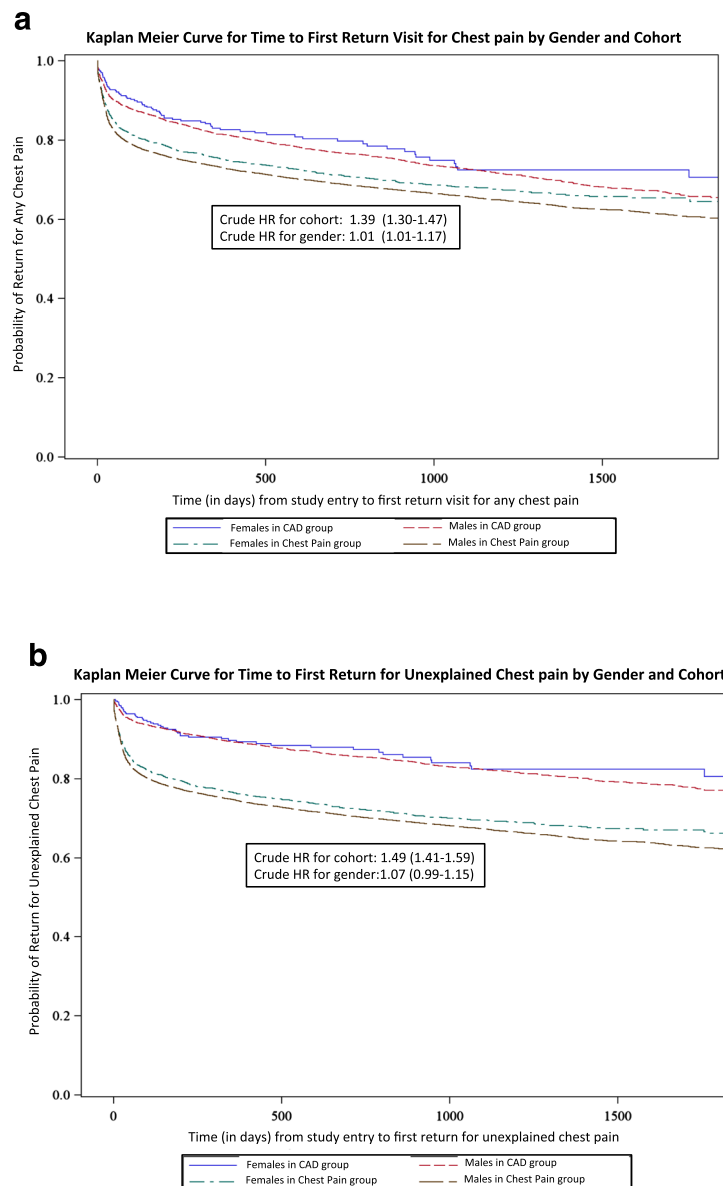 a
Kaplan Meier Curve for Time to First Return Visit for Chest pain by Gender and Cohort
Probability of Return for Any Chest Pain
1.0
0.8
0.6
0.4
0.2
0.0
Crude HR for cohort: 1.39 (1.30-1.47)
Crude HR for gender: 1.01 (1.01-1.17)
0 500 1000 1500
Time (in days) from study entry to first return visit for any chest pain
Females in CAD group Males in CAD group
Females in Chest Pain group Males in Chest Pain group
b
Kaplan Meier Curve for Time to First Return for Unexplained Chest pain by Gender and Cohort
Probability of Return for Unexplained Chest Pain
1.0
0.8
0.6
0.4
0.2
0.0
Crude HR for cohort: 1.49 (1.41-1.59)
Crude HR for gender:1.07 (0.99-1.15)
0 500 1000 1500
Time (in days) from study entry to first return for unexplained chest pain
Females in CAD group Males in CAD group
Females in Chest Pain group Males in Chest Pain group